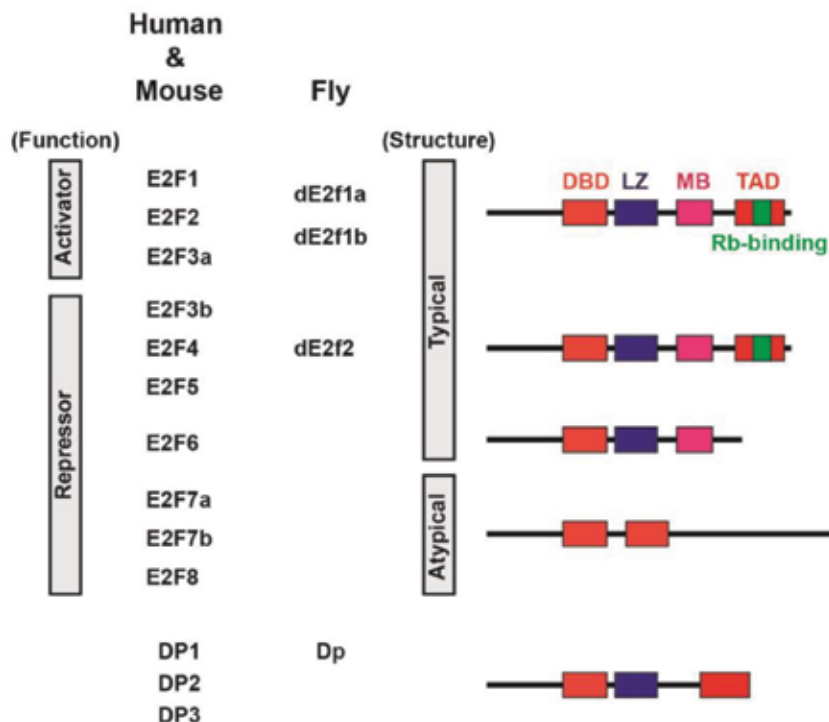 Human
&
Mouse
Fly
(Function)
(Structure)
Activator
E2F1
E2F2
E2F3a
dE2f1a
dE2f1b
Repressor
E2F3b
E2F4
E2F5
E2F6
E2F7a
E2F7b
E2F8
dE2f2
Typical
Atypical
DBD LZ MB TAD
Rb-binding
DP1
DP2
DP3
Dp